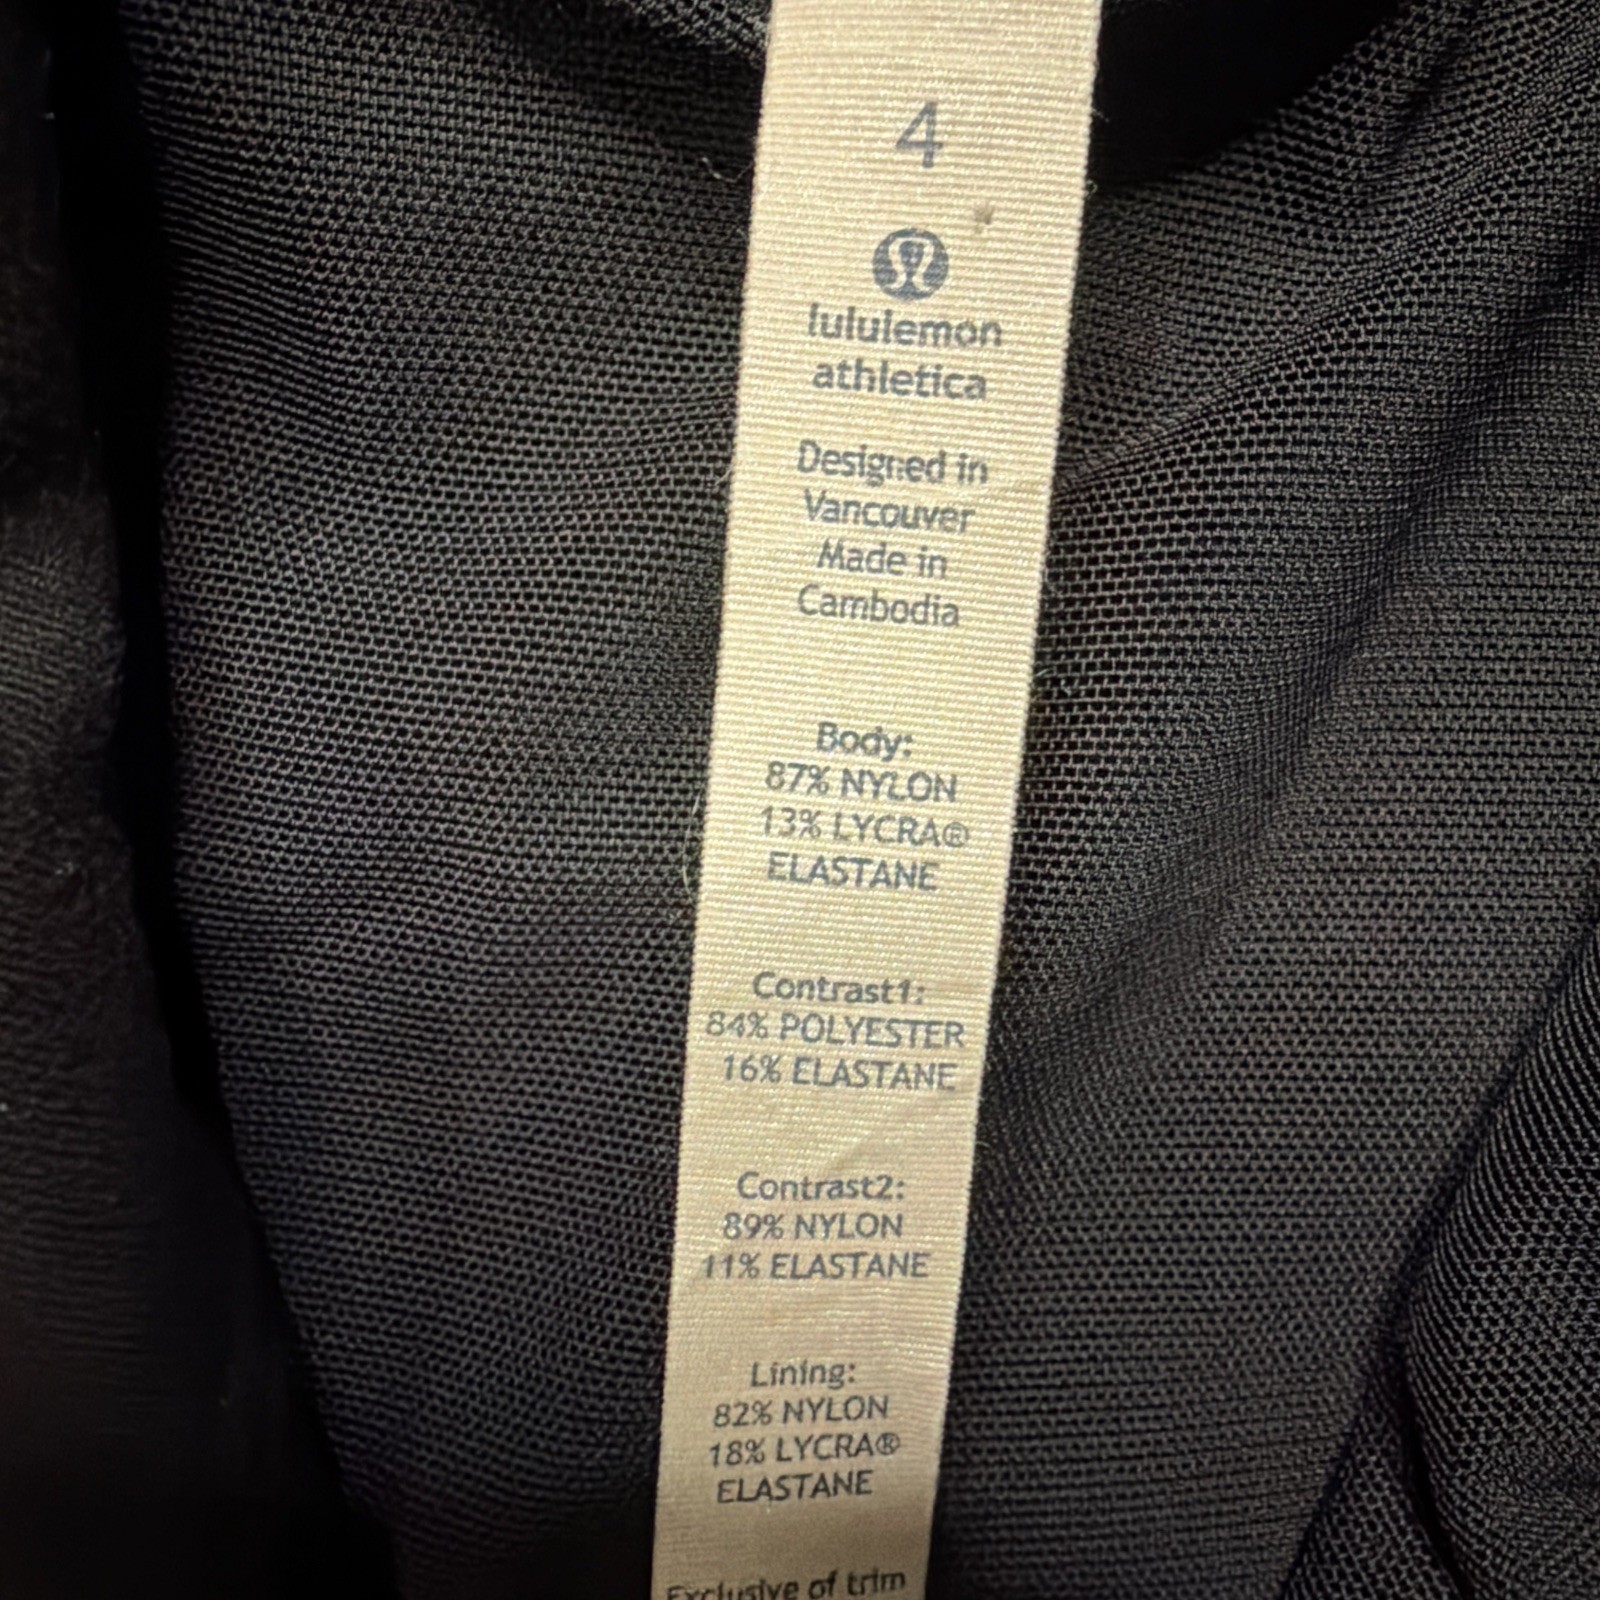 4
lululemon
athletica
Designed in
Vancouver
Made in
Cambodia
Body:
87% NYLON
13% LYCRA®
ELASTANE
Contrast1:
84% POLYESTER
16% ELASTANE
Contrast2:
89% NYLON
11% ELASTANE
Lining:
82% NYLON
18% LYCRA®
ELASTANE
Exclusive of trim